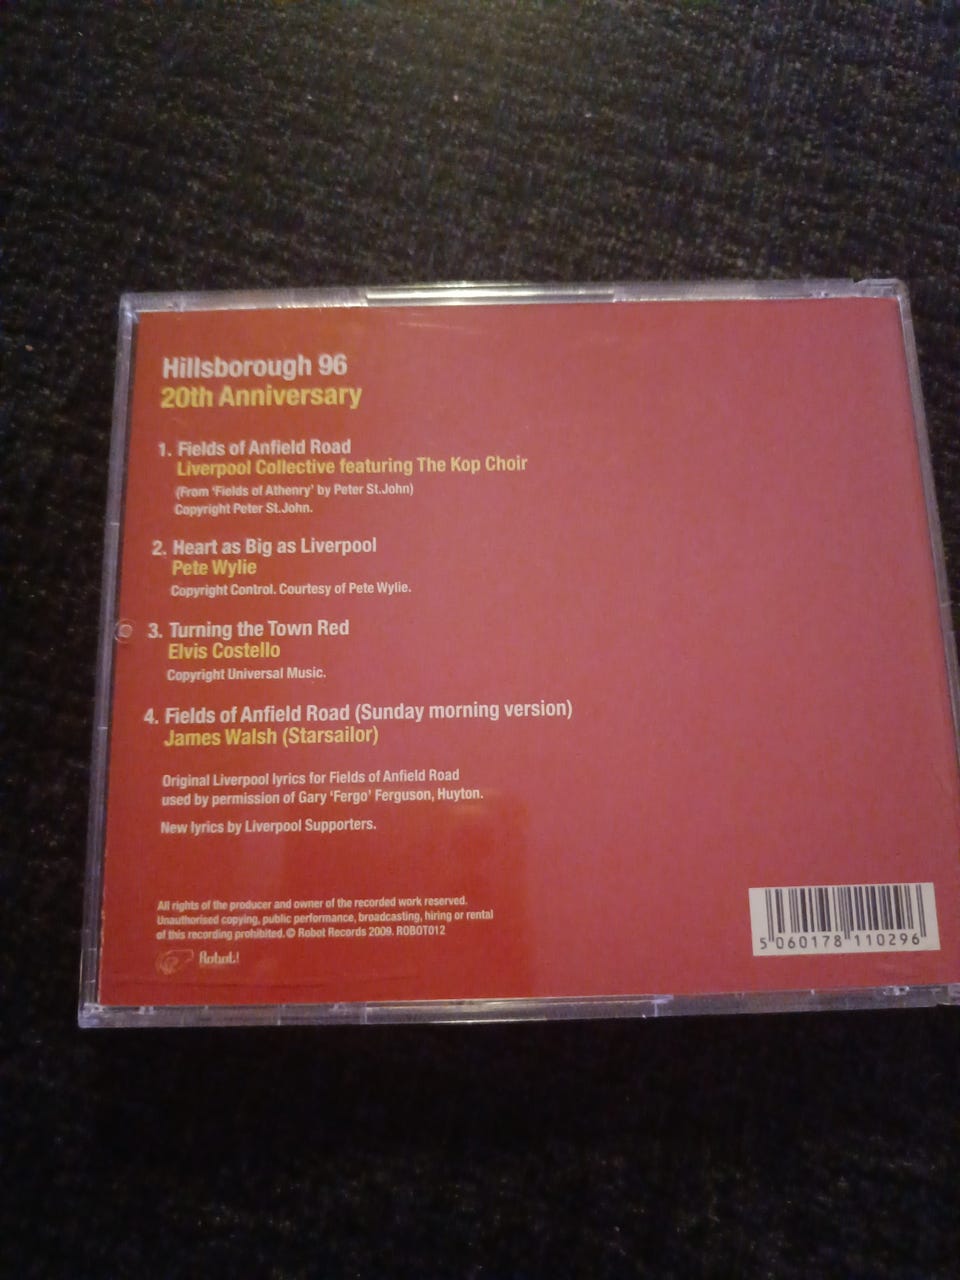 Hillsborough 96
20th Anniversary
1. Fields of Anfield Road
Liverpool Collective featuring The Kop Choir
(From 'Fields of Athenry' by Peter St.John)
Copyright Peter St.John.
2. Heart as Big as Liverpool
Pete Wylie
Copyright Control. Courtesy of Pete Wylie.
3. Turning the Town Red
Elvis Costello
Copyright Universal Music.
4. Fields of Anfield Road (Sunday morning version)
James Walsh (Starsailor)
Original Liverpool lyrics for Fields of Anfield Road
used by permission of Gary 'Fergo' Ferguson, Huyton.
New lyrics by Liverpool Supporters.
All rights of the producer and owner of the recorded work reserved.
Unauthorised copying, public performance, broadcasting, hiring or rental
of this recording prohibited. © Robot Records 2009. ROBOT012
Robot!
5 060178 110296